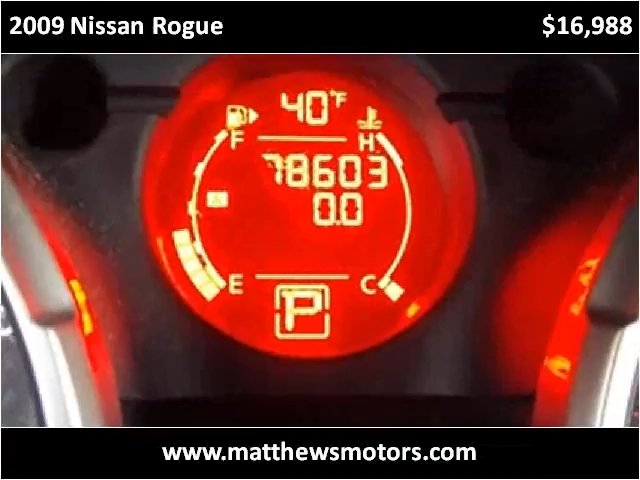 2009 Nissan Rogue $16,988
40°F
F H
78603
A 0.0
E C
P
www.matthewsmotors.com